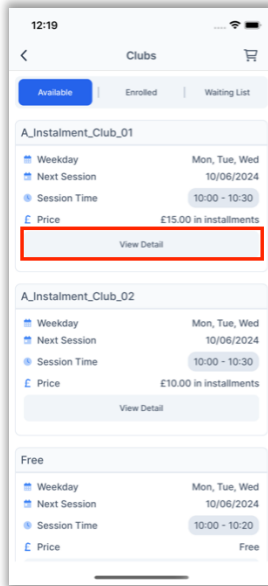 12:19
Clubs
Available | Enrolled | Waiting List
A_Instalment_Club_01
Weekday Mon, Tue, Wed
Next Session 10/06/2024
Session Time 10:00 - 10:30
£ Price £15.00 in installments
View Detail
A_Instalment_Club_02
Weekday Mon, Tue, Wed
Next Session 10/06/2024
Session Time 10:00 - 10:30
£ Price £10.00 in installments
View Detail
Free
Weekday Mon, Tue, Wed
Next Session 10/06/2024
Session Time 10:00 - 10:20
£ Price Free